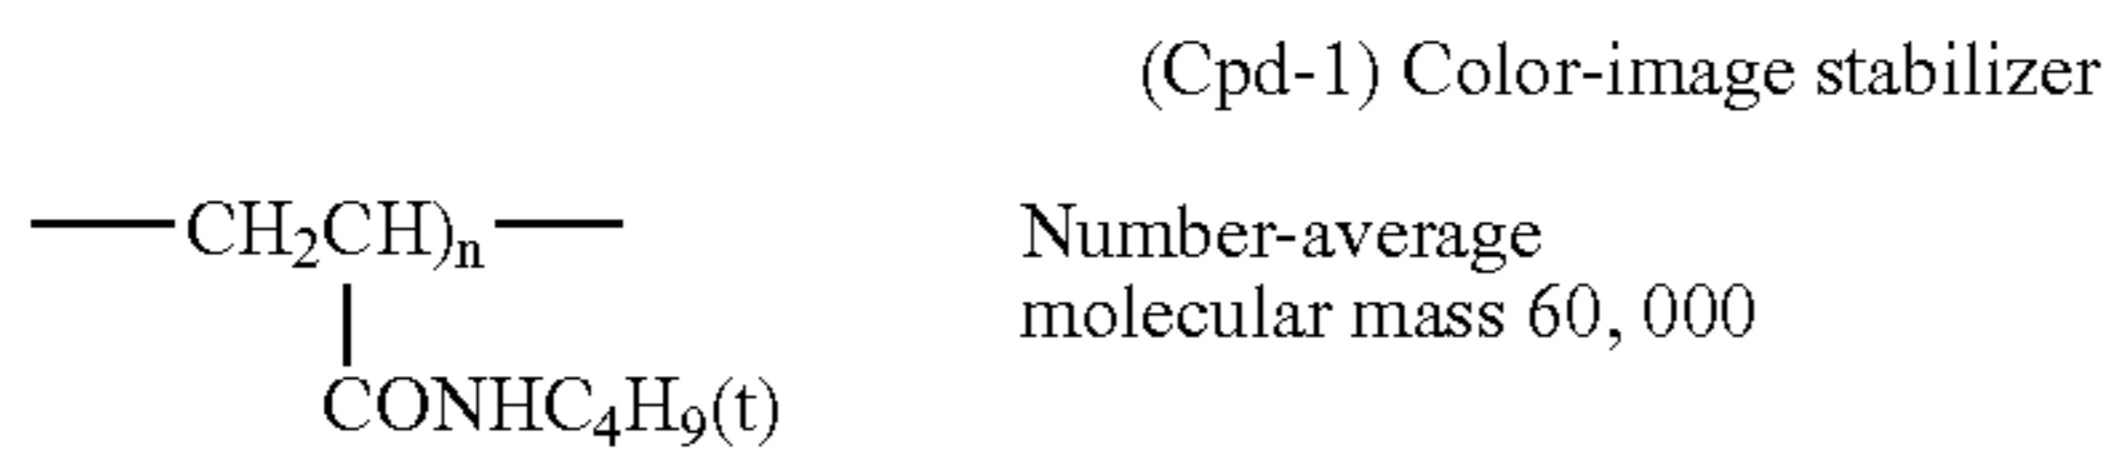 (Cpd-1) Color-image stabilizer
CH₂CH)ₙ
Number-average
molecular mass 60, 000
CONHC₄H₉(t)